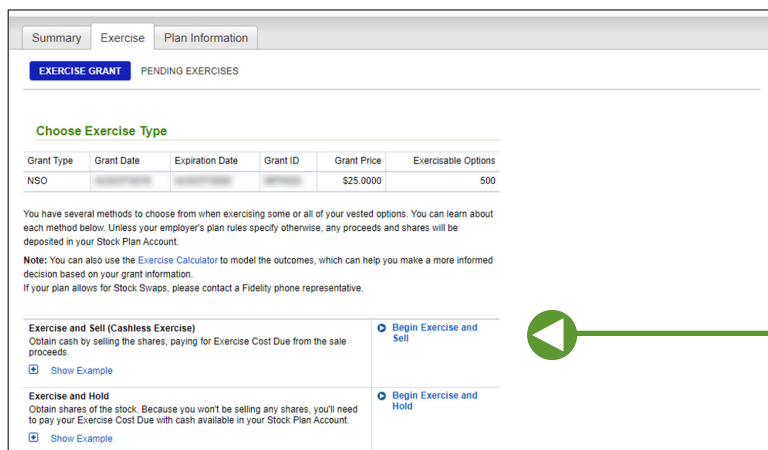 Summary Exercise Plan Information
EXERCISE GRANT PENDING EXERCISES
Choose Exercise Type
Grant Type Grant Date Expiration Date Grant ID Grant Price Exercisable Options
NSO $25.0000 500
You have several methods to choose from when exercising some or all of your vested options. You can learn about
each method below. Unless your employer's plan rules specify otherwise, any proceeds and shares will be
deposited in your Stock Plan Account.
Note: You can also use the Exercise Calculator to model the outcomes, which can help you make a more informed
decision based on your grant information.
If your plan allows for Stock Swaps, please contact a Fidelity phone representative.
Exercise and Sell (Cashless Exercise)
Obtain cash by selling the shares, paying for Exercise Cost Due from the sale
proceeds.
Show Example
Begin Exercise and
Sell
Exercise and Hold
Obtain shares of the stock. Because you won't be selling any shares, you'll need
to pay your Exercise Cost Due with cash available in your Stock Plan Account.
Show Example
Begin Exercise and
Hold